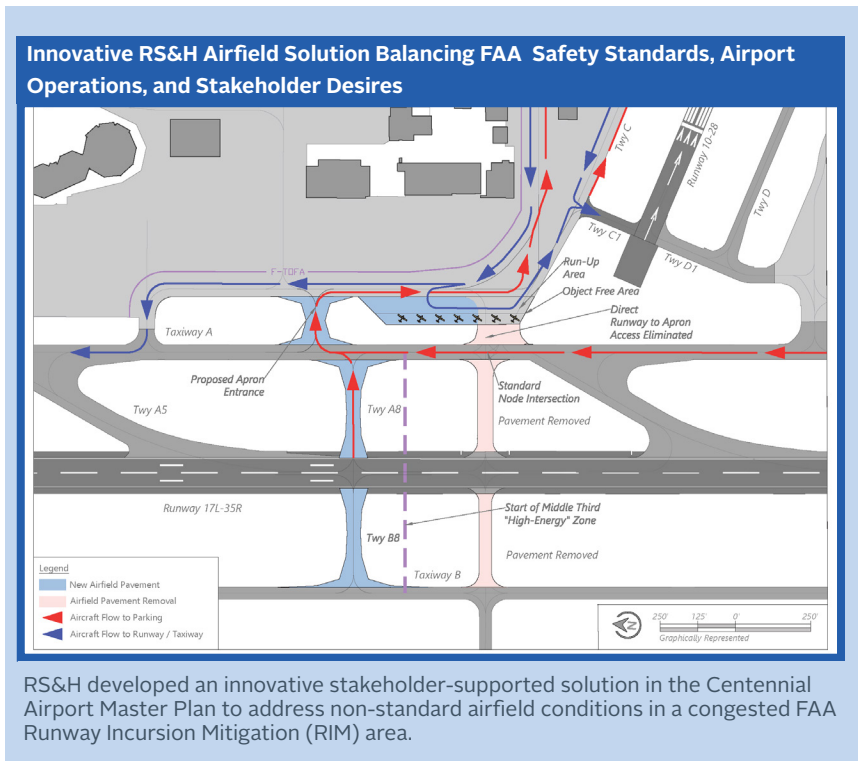 Innovative RS&H Airfield Solution Balancing FAA Safety Standards, Airport
Operations, and Stakeholder Desires
Twy C
Runway 10-28
Twy D
Twy C1
Twy D1
F-TOFA
Run-Up
Area
Object Free Area
Direct
Runway to Apron
Access Eliminated
Taxiway A
Proposed Apron
Entrance
Standard
Node Intersection
Twy A5
Twy A8
Pavement Removed
Runway 17L-35R
Start of Middle Third
"High-Energy" Zone
Twy B8
Pavement Removed
Taxiway B
Legend
New Airfield Pavement
Airfield Pavement Removal
Aircraft Flow to Parking
Aircraft Flow to Runway / Taxiway
N
250' 125' 0' 250'
Graphically Represented
RS&H developed an innovative stakeholder-supported solution in the Centennial
Airport Master Plan to address non-standard airfield conditions in a congested FAA
Runway Incursion Mitigation (RIM) area.